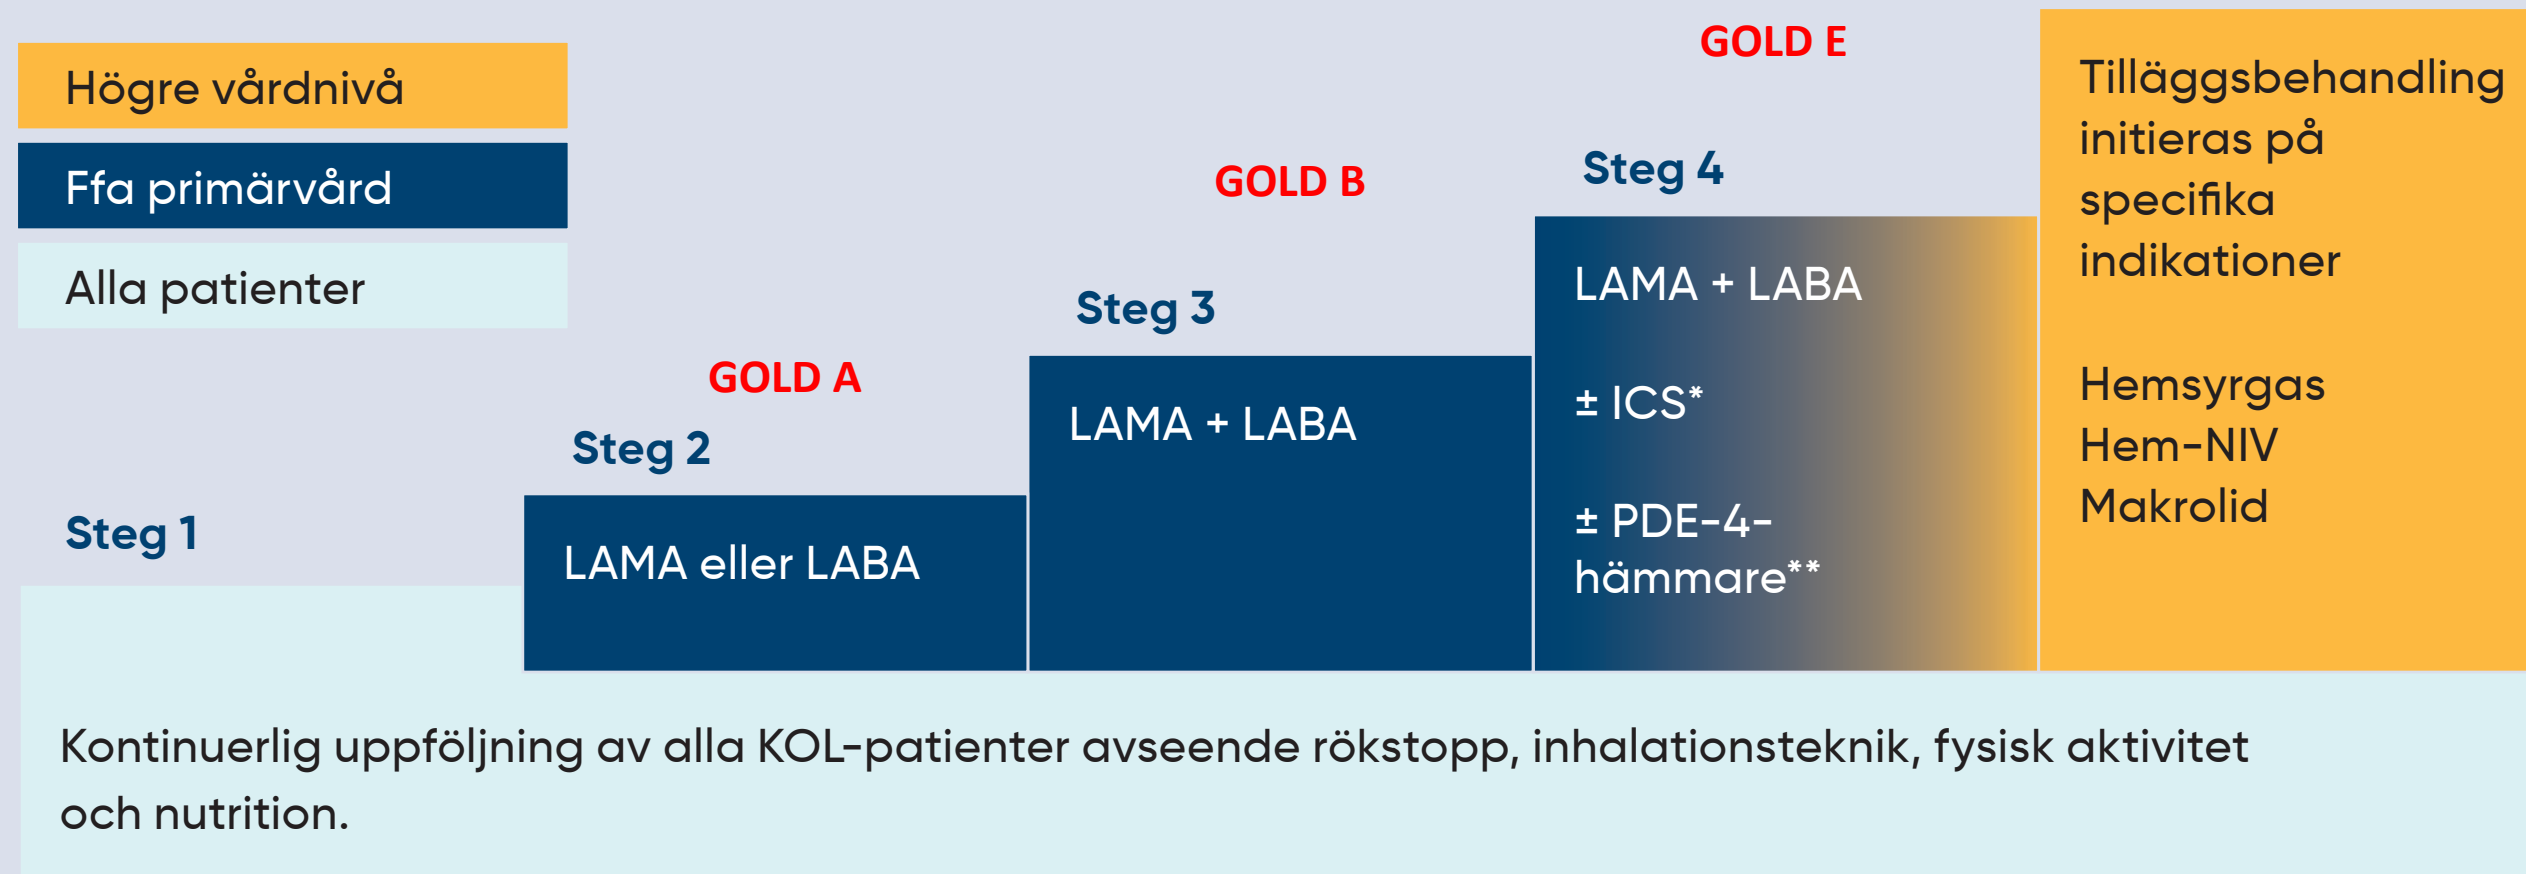 Högre vårdnivå
Ffa primärvård
Alla patienter
Steg 1
GOLD A
Steg 2
LAMA eller LABA
GOLD B
Steg 3
LAMA + LABA
GOLD E
Steg 4
LAMA + LABA
± ICS*
± PDE-4-
hämmare**
Tilläggsbehandling
initieras på
specifika
indikationer
Hemsyrgas
Hem-NIV
Makrolid
Kontinuerlig uppföljning av alla KOL-patienter avseende rökstopp, inhalationsteknik, fysisk aktivitet
och nutrition.